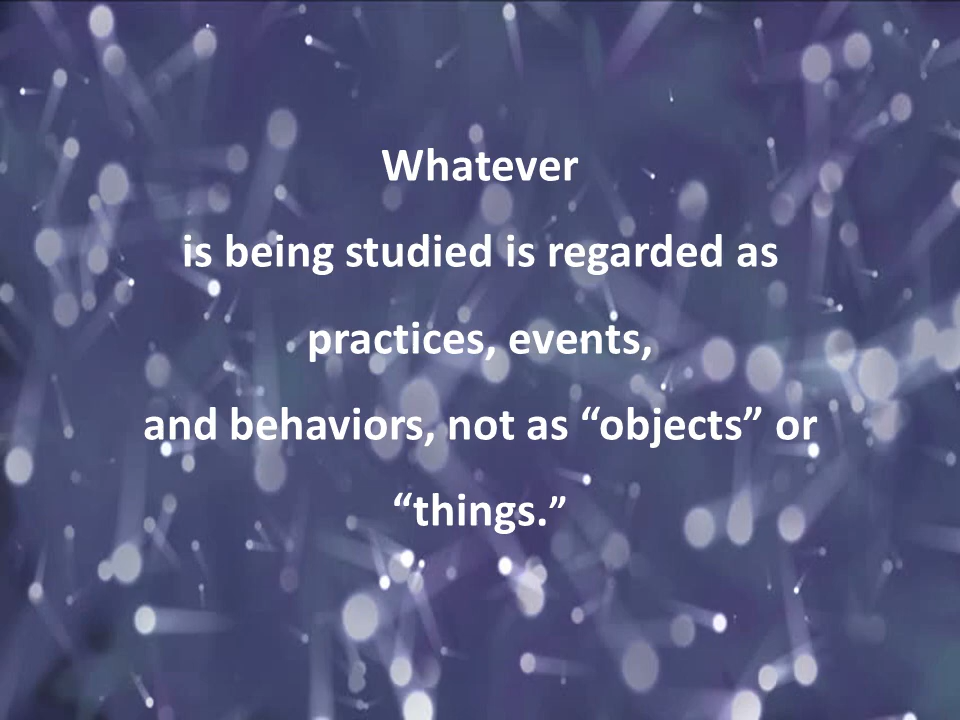 Whatever
is being studied is regarded as
practices, events,
and behaviors, not as “objects” or
“things.”